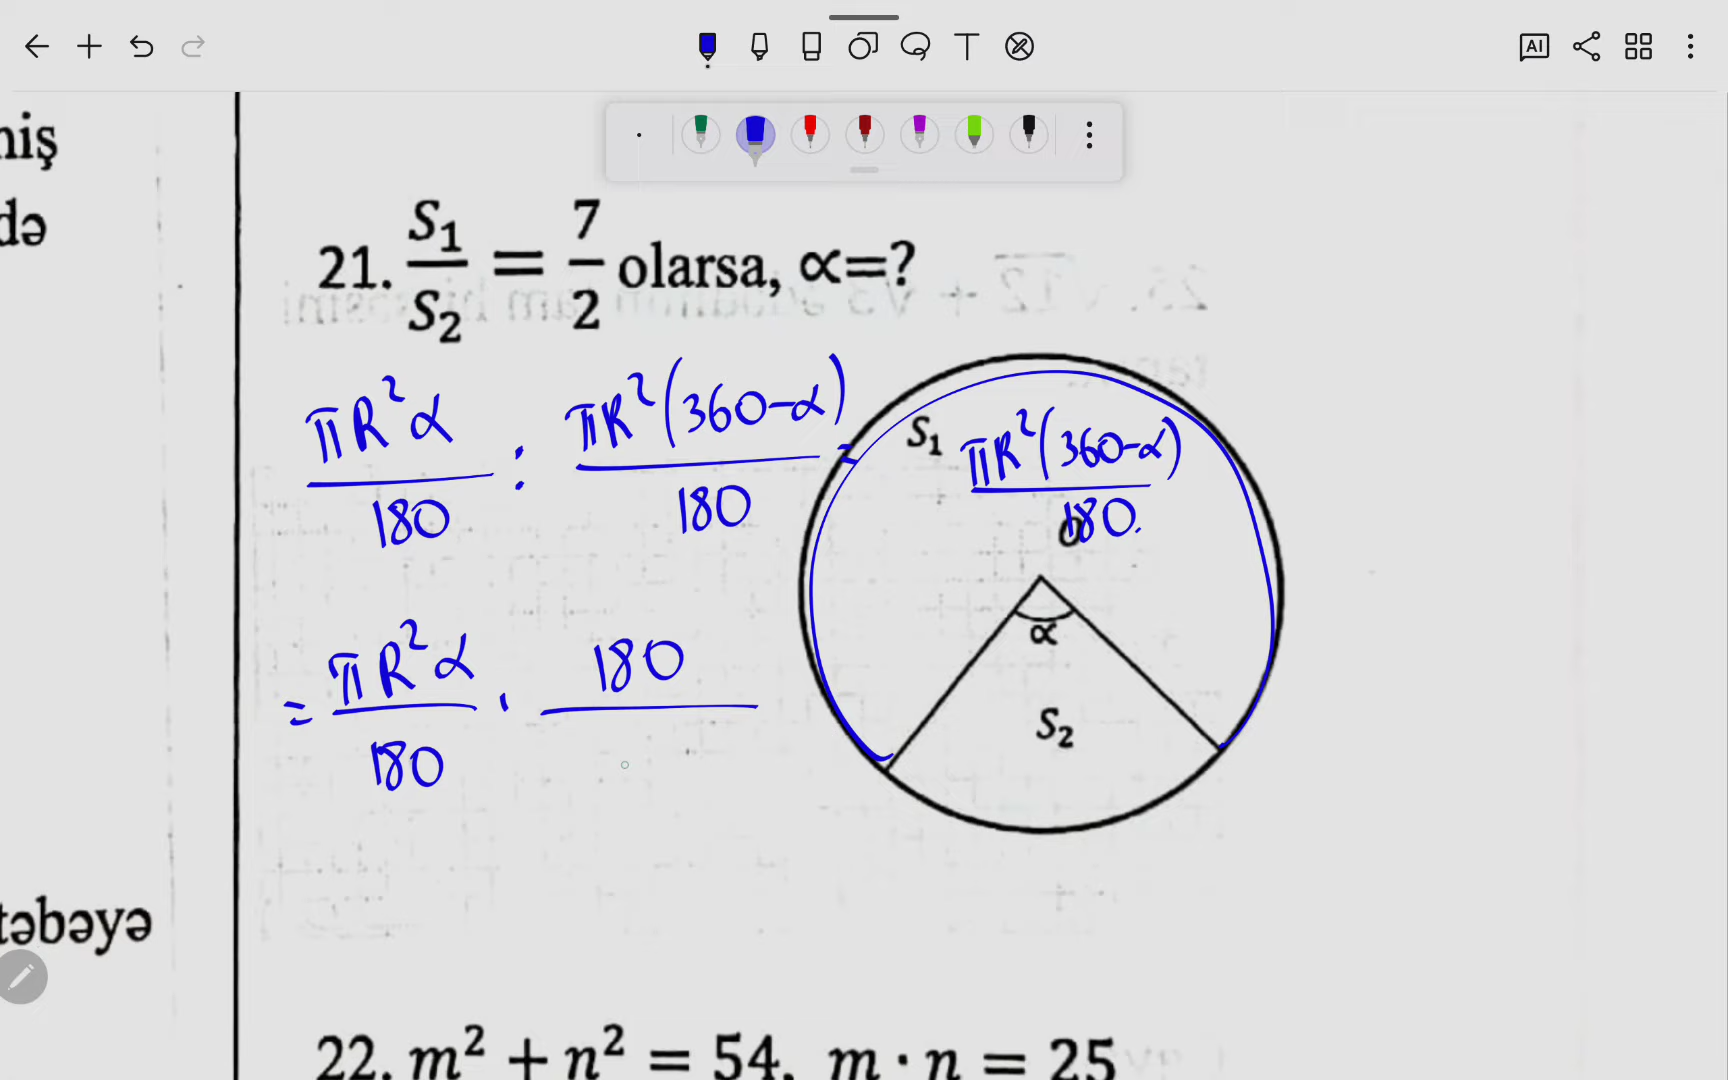 AI
T
niş
də
21. S₁/S₂ = 7/2 olarsa, ∝=?
πR²α/180 : πR²(360-α)/180 =
= πR²α/180 · 180
S₁
πR²(360-α)/180.
O
∝
S₂
təbəyə
22. m² + n² = 54, m · n = 25